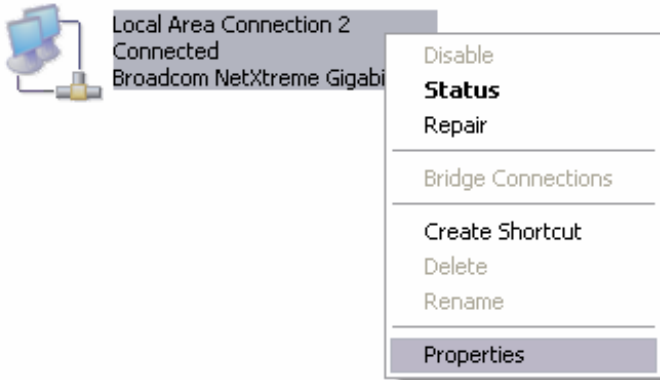 Local Area Connection 2
Connected
Broadcom NetXtreme Gigabi
Disable
Status
Repair
Bridge Connections
Create Shortcut
Delete
Rename
Properties